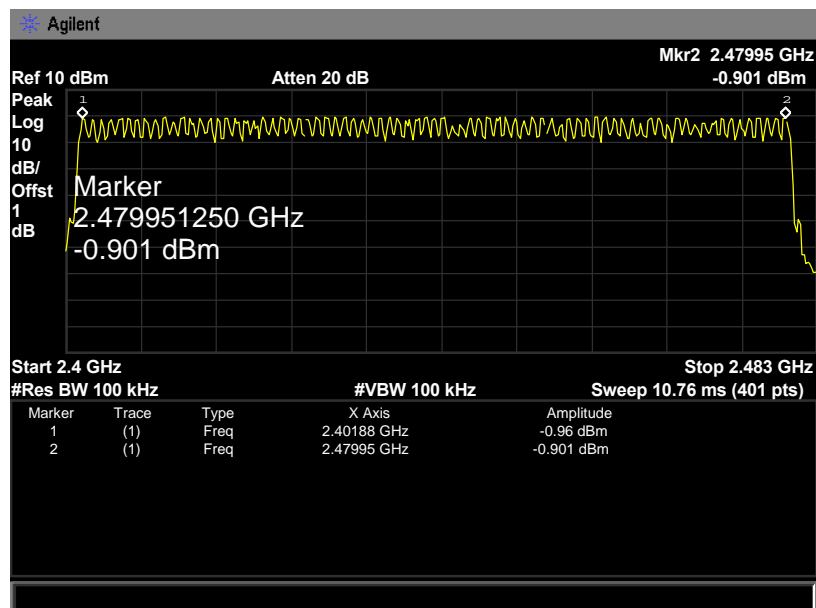 Agilent
Mkr2 2.47995 GHz
Ref 10 dBm Atten 20 dB -0.901 dBm
Peak
Log
10
dB/
Offst
1
dB
1
2
Marker
2.479951250 GHz
-0.901 dBm
Start 2.4 GHz Stop 2.483 GHz
#Res BW 100 kHz #VBW 100 kHz Sweep 10.76 ms (401 pts)
Marker Trace Type X Axis Amplitude
1 (1) Freq 2.40188 GHz -0.96 dBm
2 (1) Freq 2.47995 GHz -0.901 dBm